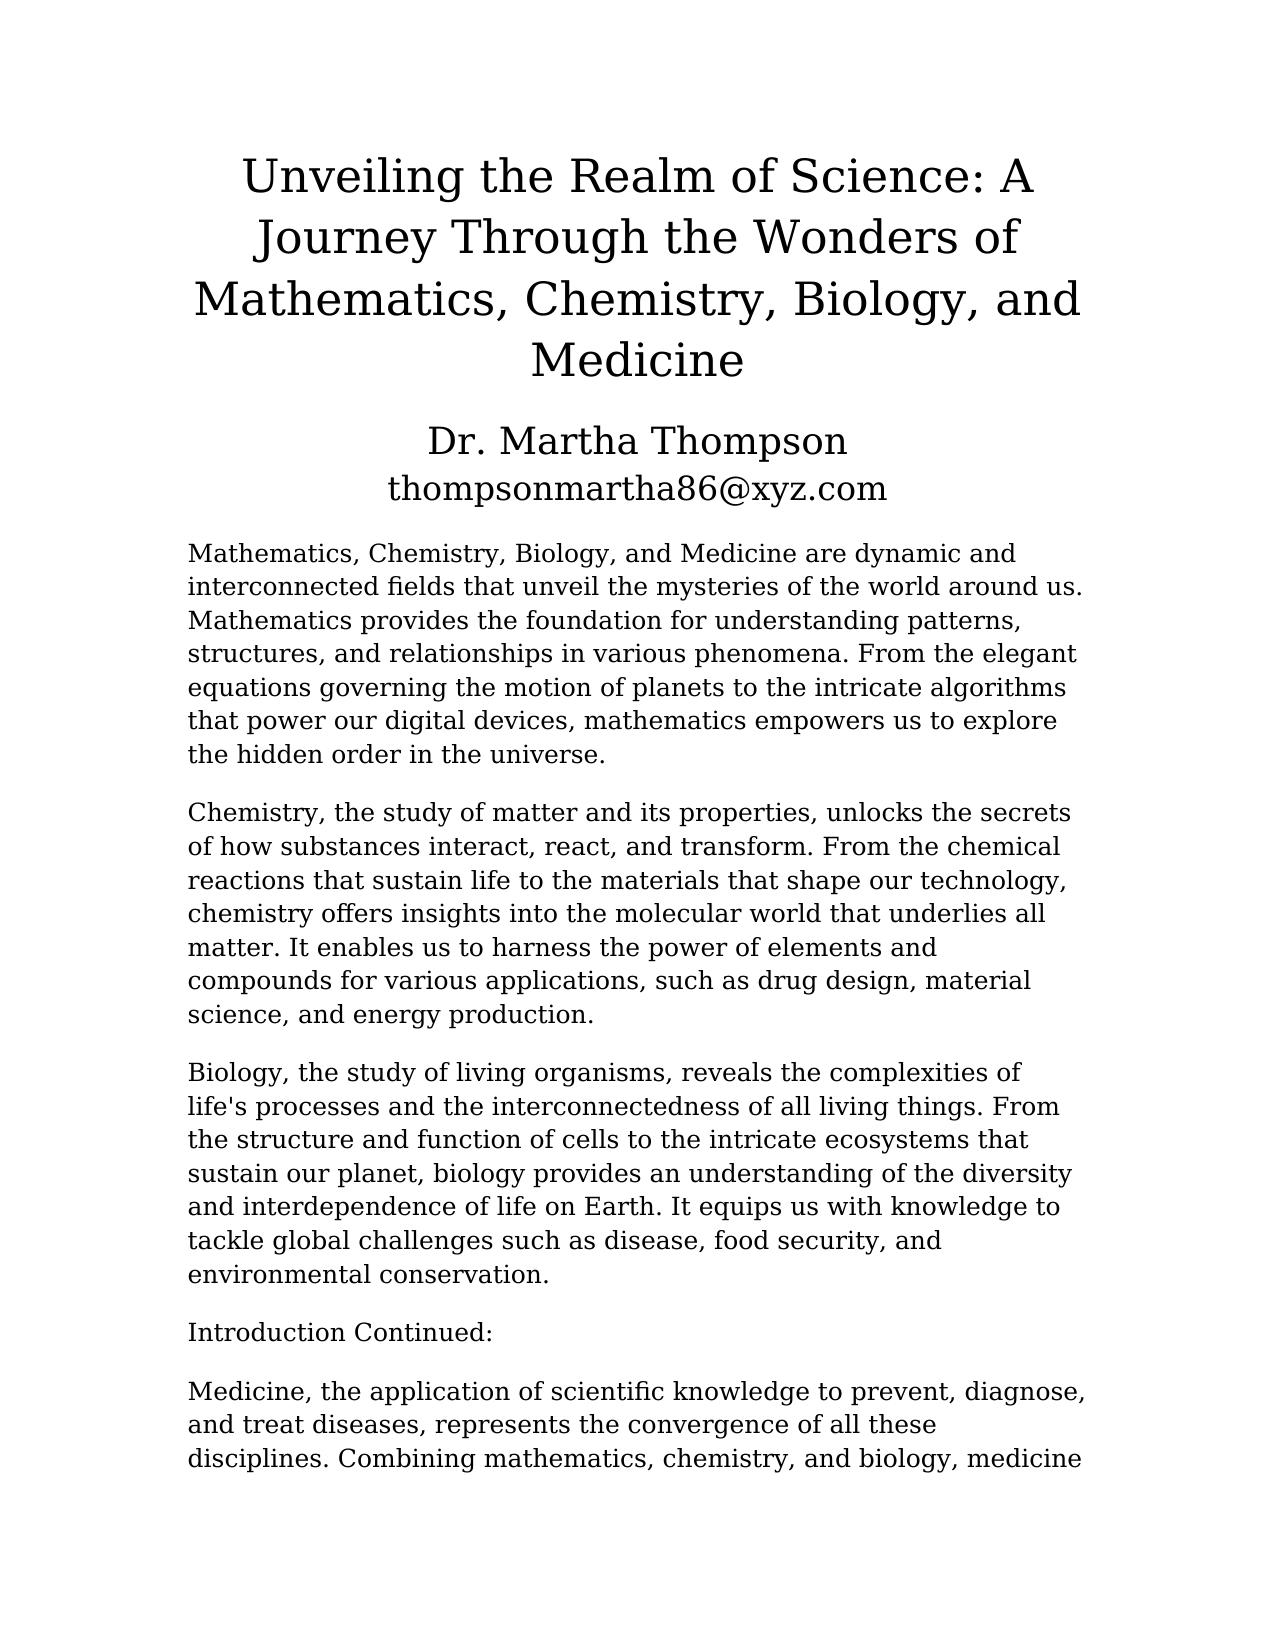 Unveiling the Realm of Science: A
Journey Through the Wonders of
Mathematics, Chemistry, Biology, and
Medicine
Dr. Martha Thompson
thompsonmartha86@xyz.com
Mathematics, Chemistry, Biology, and Medicine are dynamic and
interconnected fields that unveil the mysteries of the world around us.
Mathematics provides the foundation for understanding patterns,
structures, and relationships in various phenomena. From the elegant
equations governing the motion of planets to the intricate algorithms
that power our digital devices, mathematics empowers us to explore
the hidden order in the universe.
Chemistry, the study of matter and its properties, unlocks the secrets
of how substances interact, react, and transform. From the chemical
reactions that sustain life to the materials that shape our technology,
chemistry offers insights into the molecular world that underlies all
matter. It enables us to harness the power of elements and
compounds for various applications, such as drug design, material
science, and energy production.
Biology, the study of living organisms, reveals the complexities of
life's processes and the interconnectedness of all living things. From
the structure and function of cells to the intricate ecosystems that
sustain our planet, biology provides an understanding of the diversity
and interdependence of life on Earth. It equips us with knowledge to
tackle global challenges such as disease, food security, and
environmental conservation.
Introduction Continued:
Medicine, the application of scientific knowledge to prevent, diagnose,
and treat diseases, represents the convergence of all these
disciplines. Combining mathematics, chemistry, and biology, medicine